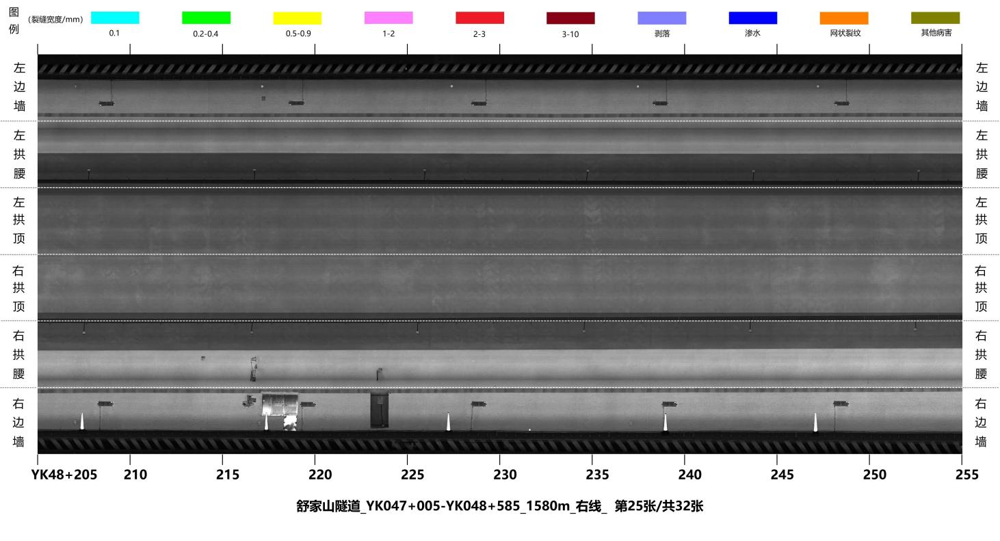 图例
(裂缝宽度/mm)
0.1
0.2-0.4
0.5-0.9
1-2
2-3
3-10
剥落
渗水
网状裂纹
其他病害
左边墙
左边墙
左拱腰
左拱腰
左拱顶
左拱顶
右拱顶
右拱顶
右拱腰
右拱腰
右边墙
右边墙
YK48+205 210 215 220 225 230 235 240 245 250 255
舒家山隧道_YK047+005-YK048+585_1580m_右线_ 第25张/共32张